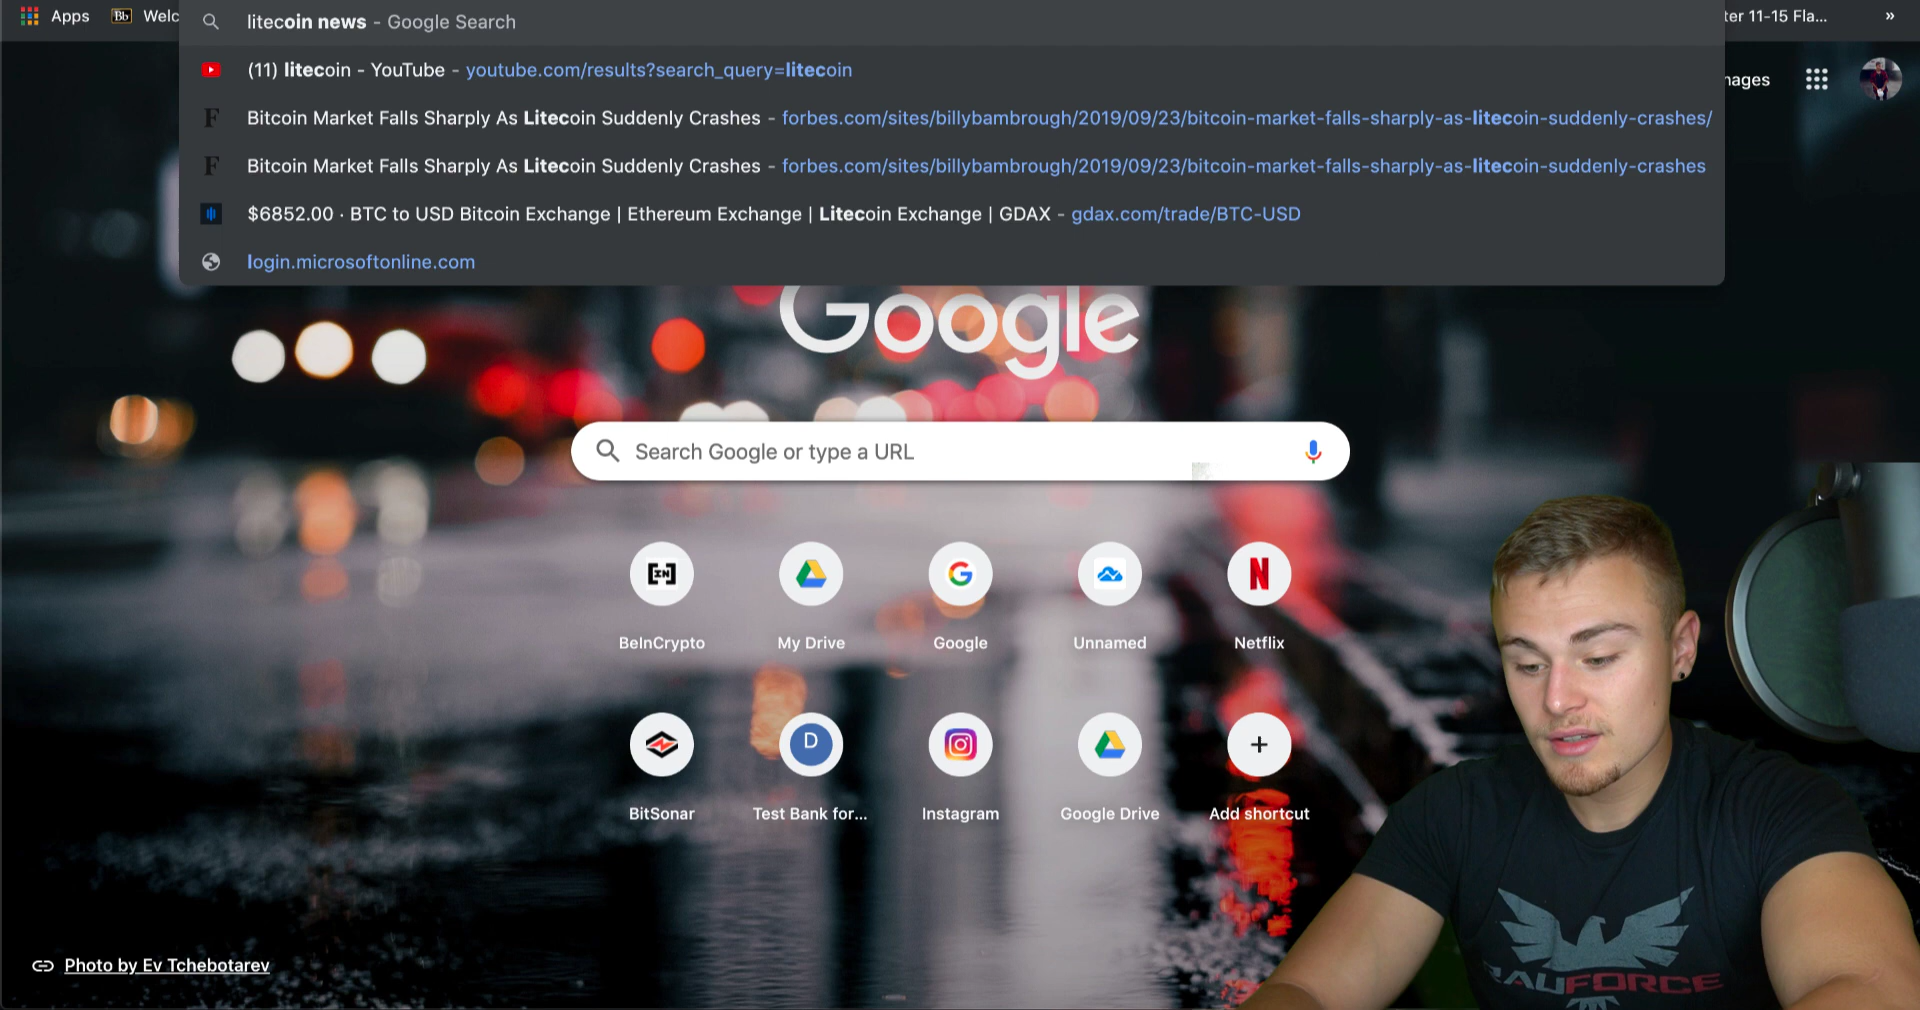 Apps
Bb
Welc
litecoin news - Google Search
ter 11-15 Fla...
»
(11) litecoin - YouTube - youtube.com/results?search_query=litecoin
nages
F Bitcoin Market Falls Sharply As Litecoin Suddenly Crashes - forbes.com/sites/billybambrough/2019/09/23/bitcoin-market-falls-sharply-as-litecoin-suddenly-crashes/
F Bitcoin Market Falls Sharply As Litecoin Suddenly Crashes - forbes.com/sites/billybambrough/2019/09/23/bitcoin-market-falls-sharply-as-litecoin-suddenly-crashes
$6852.00 · BTC to USD Bitcoin Exchange | Ethereum Exchange | Litecoin Exchange | GDAX - gdax.com/trade/BTC-USD
login.microsoftonline.com
Google
Search Google or type a URL
BeInCrypto
My Drive
Google
Unnamed
Netflix
BitSonar
Test Bank for...
Instagram
Google Drive
Add shortcut
Photo by Ev Tchebotarev